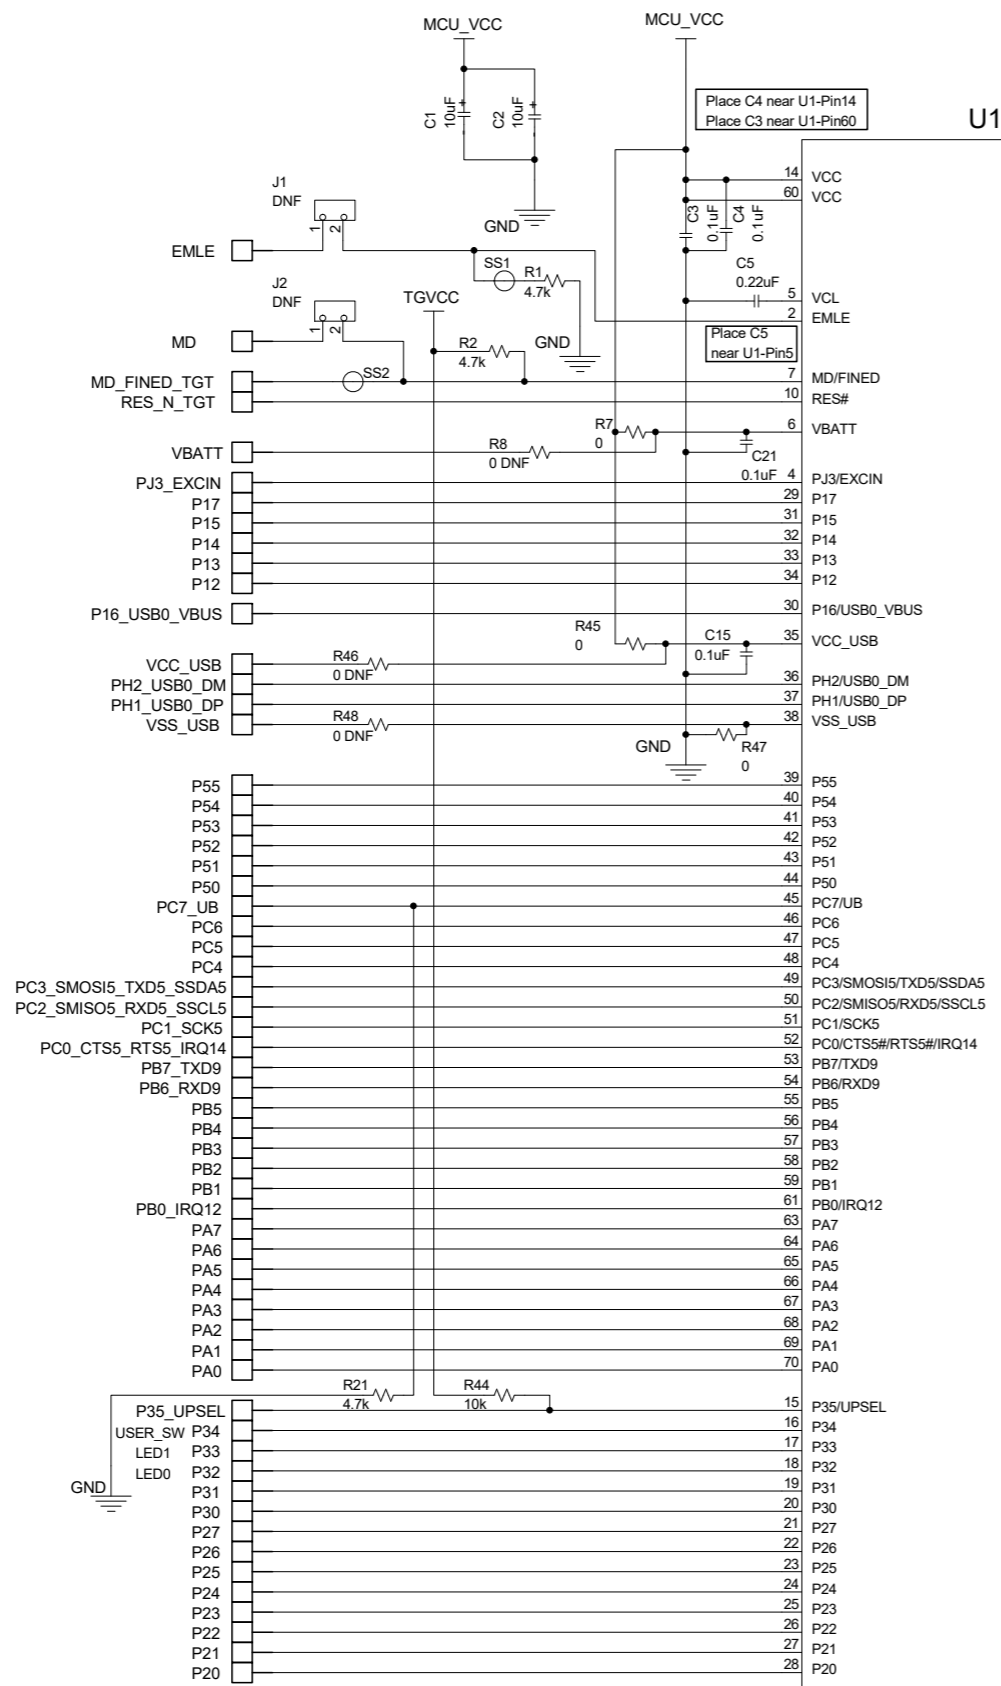 MCU_VCC
MCU_VCC
Place C4 near U1-Pin14
Place C3 near U1-Pin60
U1
C1
10uF
+
C2
10uF
+
GND
14 VCC
60 VCC
C3
0.1uF
C4
0.1uF
J1
DNF
1 2
EMLE
SS1
R1
4.7k
GND
C5
0.22uF
5 VCL
2 EMLE
Place C5
near U1-Pin5
J2
DNF
1 2
TGVCC
MD
R2
4.7k
MD_FINED_TGT SS2 7 MD/FINED
RES_N_TGT 10 RES#
R7
0
6 VBATT
VBATT
R8
0 DNF
C21
0.1uF
PJ3_EXCIN 4 PJ3/EXCIN
P17 29 P17
P15 31 P15
P14 32 P14
P13 33 P13
P12 34 P12
P16_USB0_VBUS 30 P16/USB0_VBUS
R45
0
C15
0.1uF
35 VCC_USB
VCC_USB
R46
0 DNF
PH2_USB0_DM 36 PH2/USB0_DM
PH1_USB0_DP 37 PH1/USB0_DP
VSS_USB 38 VSS_USB
R48
0 DNF
GND
R47
0
P55 39 P55
P54 40 P54
P53 41 P53
P52 42 P52
P51 43 P51
P50 44 P50
PC7_UB 45 PC7/UB
PC6 46 PC6
PC5 47 PC5
PC4 48 PC4
PC3_SMOSI5_TXD5_SSDA5 49 PC3/SMOSI5/TXD5/SSDA5
PC2_SMISO5_RXD5_SSCL5 50 PC2/SMISO5/RXD5/SSCL5
PC1_SCK5 51 PC1/SCK5
PC0_CTS5_RTS5_IRQ14 52 PC0/CTS5#/RTS5#/IRQ14
PB7_TXD9 53 PB7/TXD9
PB6_RXD9 54 PB6/RXD9
PB5 55 PB5
PB4 56 PB4
PB3 57 PB3
PB2 58 PB2
PB1 59 PB1
PB0_IRQ12 61 PB0/IRQ12
PA7 63 PA7
PA6 64 PA6
PA5 65 PA5
PA4 66 PA4
PA3 67 PA3
PA2 68 PA2
PA1 69 PA1
PA0 70 PA0
R21
4.7k
R44
10k
P35_UPSEL 15 P35/UPSEL
USER_SW P34 16 P34
LED1 P33 17 P33
LED0 P32 18 P32
GND
P31 19 P31
P30 20 P30
P27 21 P27
P26 22 P26
P25 23 P25
P24 24 P24
P23 25 P23
P22 26 P22
P21 27 P21
P20 28 P20